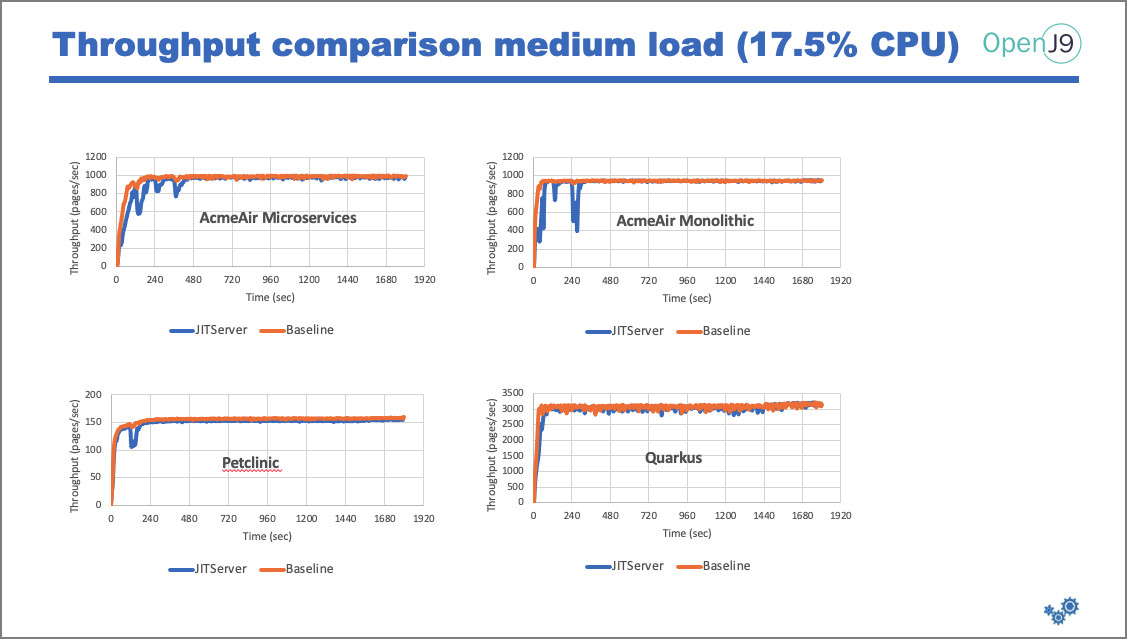 Throughput comparison medium load (17.5% CPU)
OpenJ9
Throughput (pages/sec)
1200
1000
800
600
400
200
0
AcmeAir Microservices
0 240 480 720 960 1200 1440 1680 1920
Time (sec)
JITServer Baseline
Throughput (pages/sec)
1200
1000
800
600
400
200
0
AcmeAir Monolithic
0 240 480 720 960 1200 1440 1680 1920
Time (sec)
JITServer Baseline
Throughput (pages/sec)
200
150
100
50
0
Petclinic
0 240 480 720 960 1200 1440 1680 1920
Time (sec)
JITServer Baseline
Throughput (pages/sec)
3500
3000
2500
2000
1500
1000
500
0
Quarkus
0 240 480 720 960 1200 1440 1680 1920
Time (sec)
JITServer Baseline